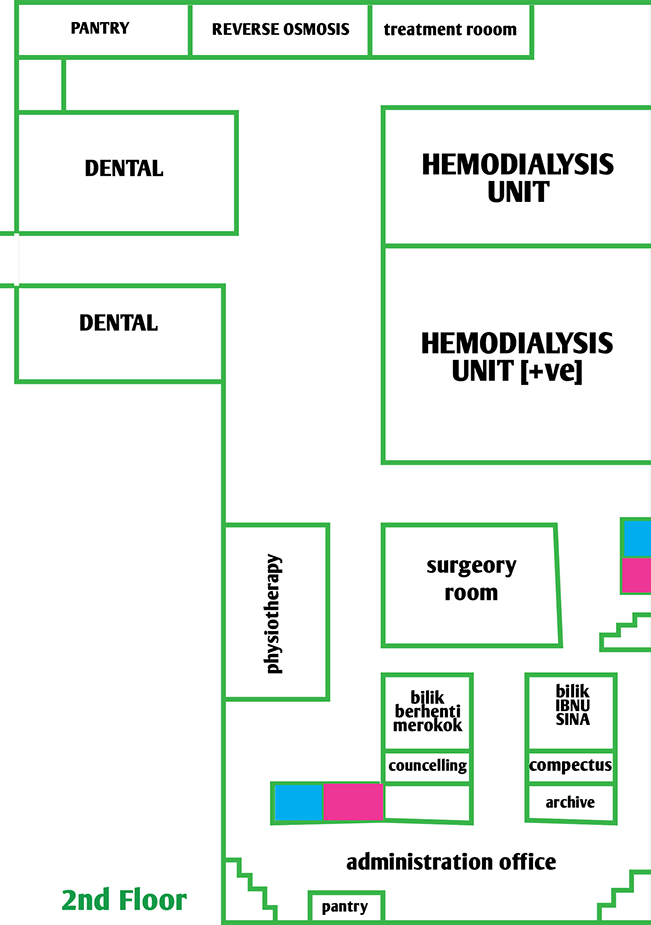 PANTRY
REVERSE OSMOSIS
treatment rooom
DENTAL
HEMODIALYSIS
UNIT
DENTAL
HEMODIALYSIS
UNIT [+ve]
physiotherapy
surgeory
room
bilik
berhenti
merokok
bilik
IBNU
SINA
councelling
compectus
archive
administration office
2nd Floor
pantry